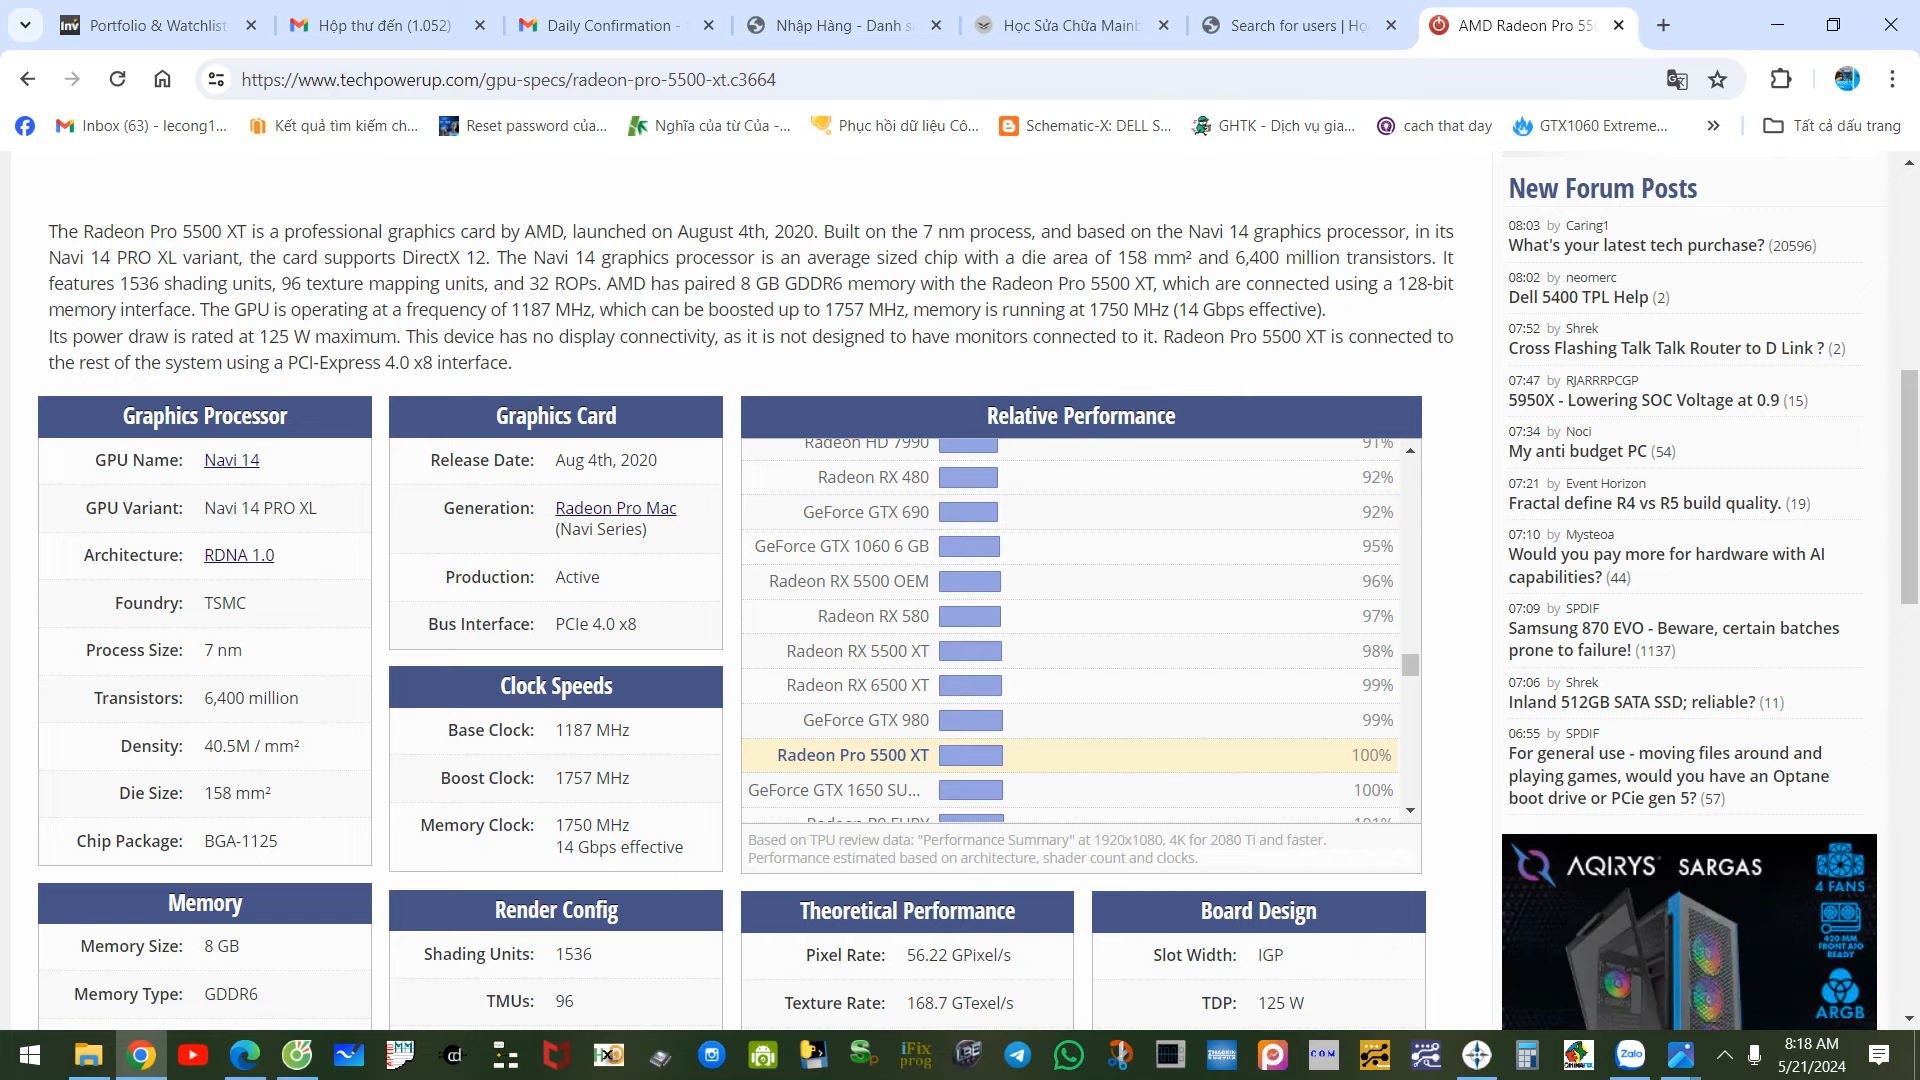 Portfolio & Watchlist
Hộp thư đến (1.052)
Daily Confirmation -
Nhập Hàng - Danh s
Học Sửa Chữa Mainb
Search for users | Họ
AMD Radeon Pro 550
https://www.techpowerup.com/gpu-specs/radeon-pro-5500-xt.c3664
Inbox (63) - lecong1...
Kết quả tìm kiếm ch...
Reset password của...
Nghĩa của từ Của -...
Phục hồi dữ liệu Cô...
Schematic-X: DELL S...
GHTK - Dịch vụ gia...
cach that day
GTX1060 Extreme...
Tất cả dấu trang
The Radeon Pro 5500 XT is a professional graphics card by AMD, launched on August 4th, 2020. Built on the 7 nm process, and based on the Navi 14 graphics processor, in its
Navi 14 PRO XL variant, the card supports DirectX 12. The Navi 14 graphics processor is an average sized chip with a die area of 158 mm² and 6,400 million transistors. It
features 1536 shading units, 96 texture mapping units, and 32 ROPs. AMD has paired 8 GB GDDR6 memory with the Radeon Pro 5500 XT, which are connected using a 128-bit
memory interface. The GPU is operating at a frequency of 1187 MHz, which can be boosted up to 1757 MHz, memory is running at 1750 MHz (14 Gbps effective).
Its power draw is rated at 125 W maximum. This device has no display connectivity, as it is not designed to have monitors connected to it. Radeon Pro 5500 XT is connected to
the rest of the system using a PCI-Express 4.0 x8 interface.
Graphics Processor
GPU Name: Navi 14
GPU Variant: Navi 14 PRO XL
Architecture: RDNA 1.0
Foundry: TSMC
Process Size: 7 nm
Transistors: 6,400 million
Density: 40.5M / mm²
Die Size: 158 mm²
Chip Package: BGA-1125
Memory
Memory Size: 8 GB
Memory Type: GDDR6
Graphics Card
Release Date: Aug 4th, 2020
Generation: Radeon Pro Mac
(Navi Series)
Production: Active
Bus Interface: PCIe 4.0 x8
Clock Speeds
Base Clock: 1187 MHz
Boost Clock: 1757 MHz
Memory Clock: 1750 MHz
14 Gbps effective
Render Config
Shading Units: 1536
TMUs: 96
Relative Performance
Radeon HD 7990 91%
Radeon RX 480 92%
GeForce GTX 690 92%
GeForce GTX 1060 6 GB 95%
Radeon RX 5500 OEM 96%
Radeon RX 580 97%
Radeon RX 5500 XT 98%
Radeon RX 6500 XT 99%
GeForce GTX 980 99%
Radeon Pro 5500 XT 100%
GeForce GTX 1650 SU... 100%
Radeon R9 FURY 101%
Based on TPU review data: "Performance Summary" at 1920x1080, 4K for 2080 Ti and faster.
Performance estimated based on architecture, shader count and clocks.
Theoretical Performance
Pixel Rate: 56.22 GPixel/s
Texture Rate: 168.7 GTexel/s
Board Design
Slot Width: IGP
TDP: 125 W
New Forum Posts
08:03 by Caring1
What's your latest tech purchase? (20596)
08:02 by neomerc
Dell 5400 TPL Help (2)
07:52 by Shrek
Cross Flashing Talk Talk Router to D Link ? (2)
07:47 by RJARRRPCGP
5950X - Lowering SOC Voltage at 0.9 (15)
07:34 by Noci
My anti budget PC (54)
07:21 by Event Horizon
Fractal define R4 vs R5 build quality. (19)
07:10 by Mysteoa
Would you pay more for hardware with AI
capabilities? (44)
07:09 by SPDIF
Samsung 870 EVO - Beware, certain batches
prone to failure! (1137)
07:06 by Shrek
Inland 512GB SATA SSD; reliable? (11)
06:55 by SPDIF
For general use - moving files around and
playing games, would you have an Optane
boot drive or PCie gen 5? (57)
AQIRYS SARGAS
4 FANS
420 MM
FRONT AIO
READY
ARGB
iFix
prog
COM
Zalo
8:18 AM
5/21/2024